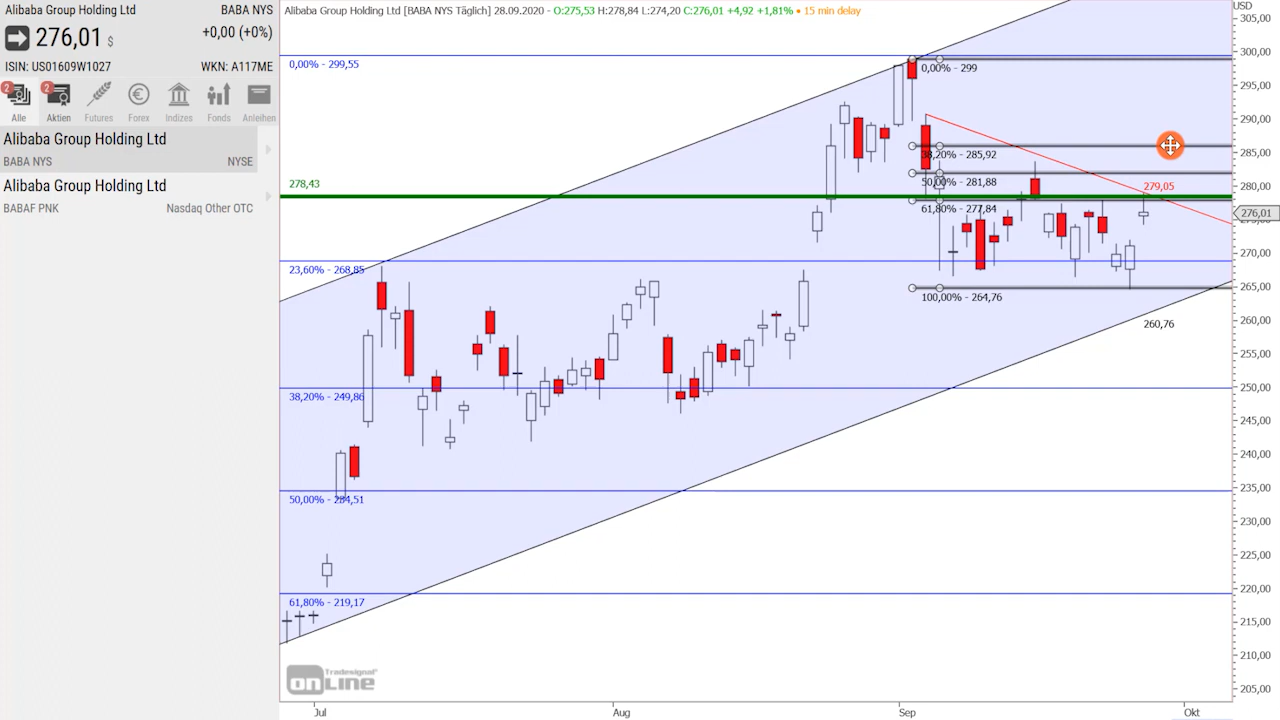 Alibaba Group Holding Ltd BABA NYS
276,01 $ +0,00 (+0%)
ISIN: US01609W1027 WKN: A117ME
2 2
Alle Aktien Futures Forex Indizes Fonds Anleihen
Alibaba Group Holding Ltd
BABA NYS NYSE
Alibaba Group Holding Ltd
BABAF PNK Nasdaq Other OTC
Alibaba Group Holding Ltd [BABA NYS Täglich] 28.09.2020 - O:275,53 H:278,84 L:274,20 C:276,01 +4,92 +1,81% • 15 min delay
USD
305,00
300,00
0,00% - 299,55
0,00% - 299
295,00
290,00
285,00
38,20% - 285,92
50,00% - 281,88
280,00
278,43
279,05
61,80% - 277,84
276,01
270,00
23,60% - 268,85
265,00
100,00% - 264,76
260,00
260,76
255,00
250,00
38,20% - 249,86
245,00
240,00
235,00
50,00% - 234,51
230,00
225,00
220,00
61,80% - 219,17
215,00
210,00
205,00
Tradesignal
onLine
Jul Aug Sep Okt